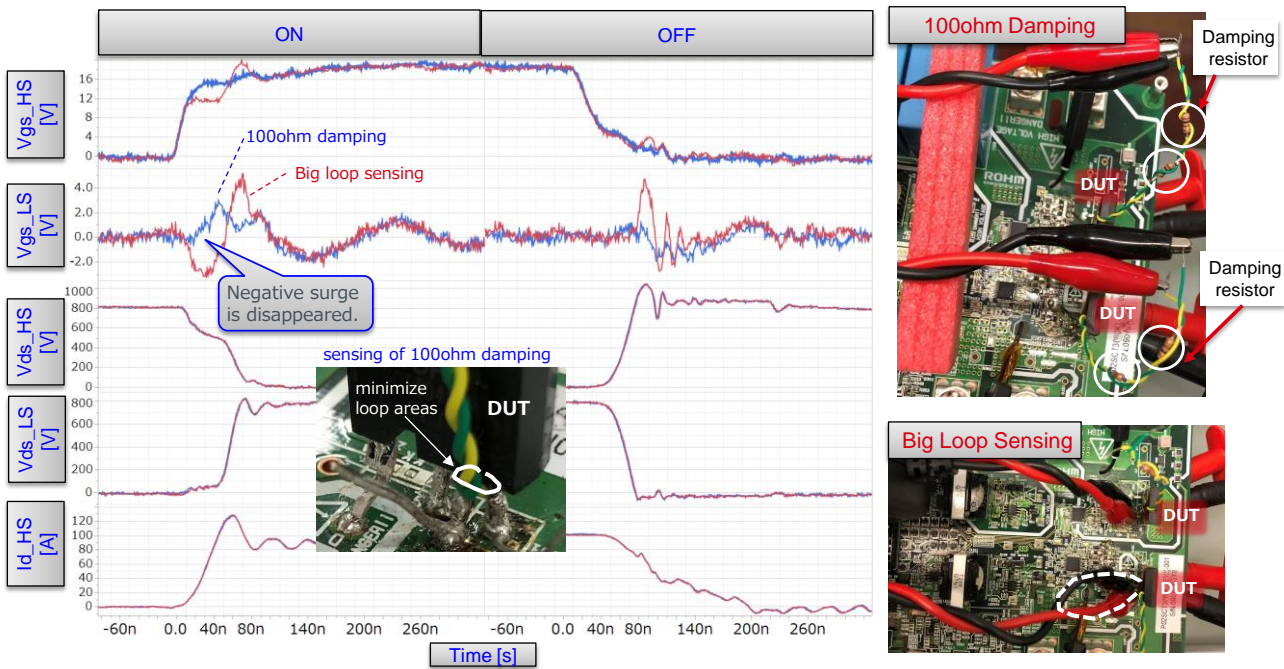 ON
OFF
Vgs_HS
[V]
16
12
8
4
0
100ohm damping
Big loop sensing
Vgs_LS
[V]
4.0
2.0
0.0
-2.0
Negative surge
is disappeared.
Vds_HS
[V]
1000
800
600
400
200
0
sensing of 100ohm damping
minimize
loop areas
DUT
Vds_LS
[V]
800
600
400
200
0
Id_HS
[A]
120
100
80
60
40
20
0
-60n
0.0
40n
80n
140n
200n
260n
-60n
0.0
40n
80n
140n
200n
260n
Time [s]
100ohm Damping
Damping
resistor
HIGH VOLTAGE
DANGER!!
ROHM
DUT
DUT
Damping
resistor
Big Loop Sensing
DUT
DUT